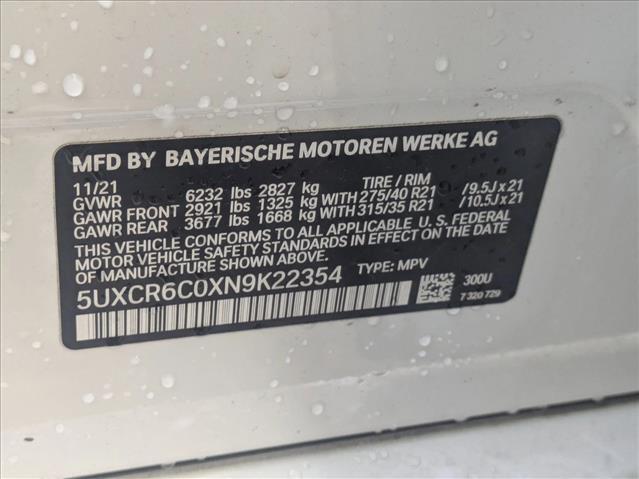 MFD BY BAYERISCHE MOTOREN WERKE AG
11/21 TIRE / RIM
GVWR 6232 lbs 2827 kg
GAWR FRONT 2921 lbs 1325 kg WITH 275/40 R21 /9.5J x 21
GAWR REAR 3677 lbs 1668 kg WITH 315/35 R21 /10.5J x 21
THIS VEHICLE CONFORMS TO ALL APPLICABLE U. S. FEDERAL
MOTOR VEHICLE SAFETY STANDARDS IN EFFECT ON THE DATE
OF MANUFACTURE SHOWN ABOVE.
5UXCR6C0XN9K22354 TYPE: MPV
300U
7 320 729